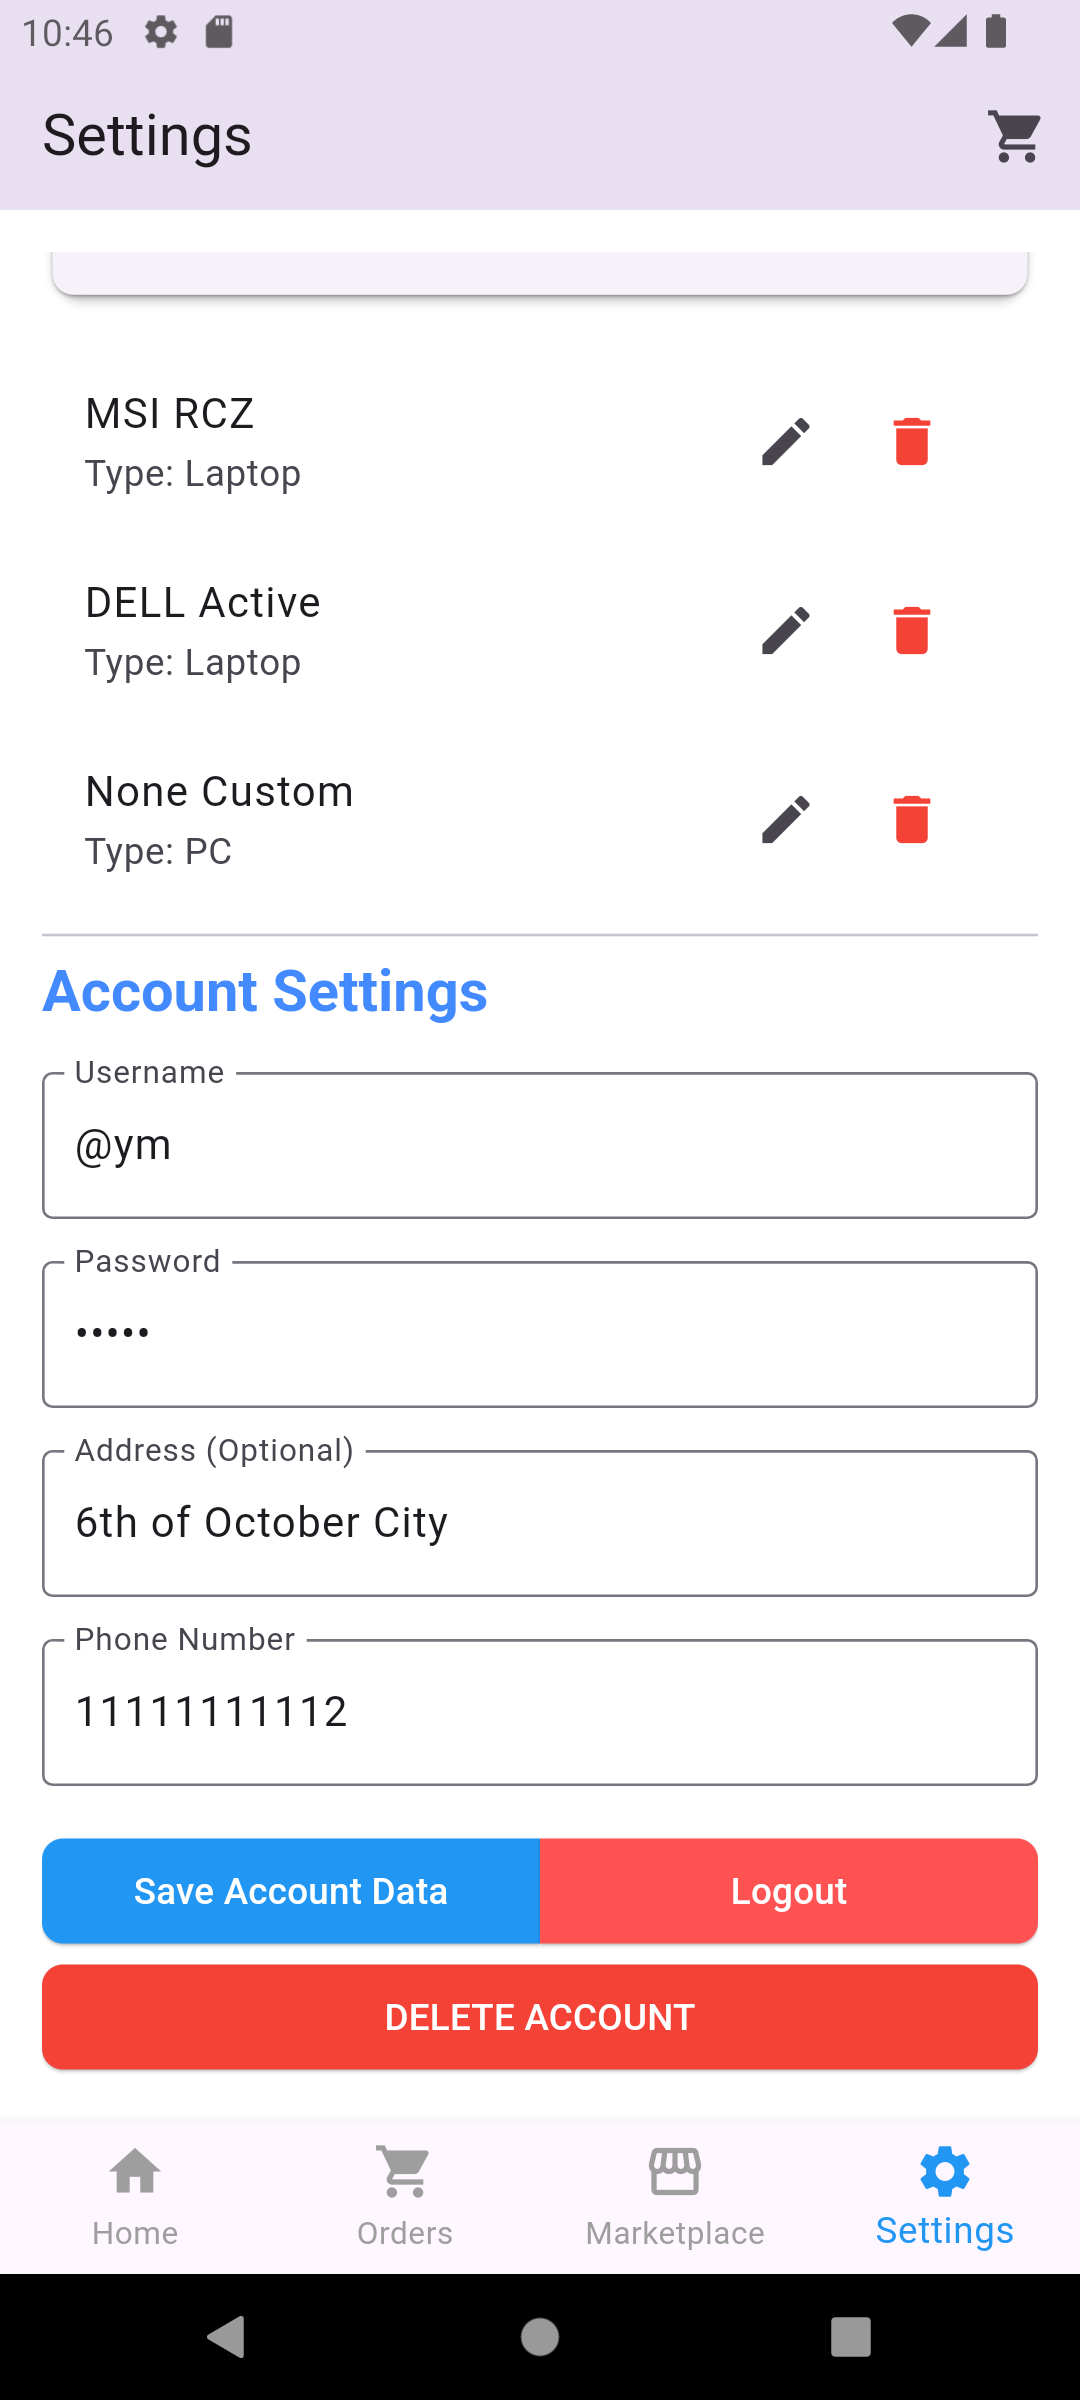 10:46
Settings
MSI RCZ
Type: Laptop
DELL Active
Type: Laptop
None Custom
Type: PC
Account Settings
Username
@ym
Password
•••••
Address (Optional)
6th of October City
Phone Number
11111111112
Save Account Data
Logout
DELETE ACCOUNT
Home
Orders
Marketplace
Settings